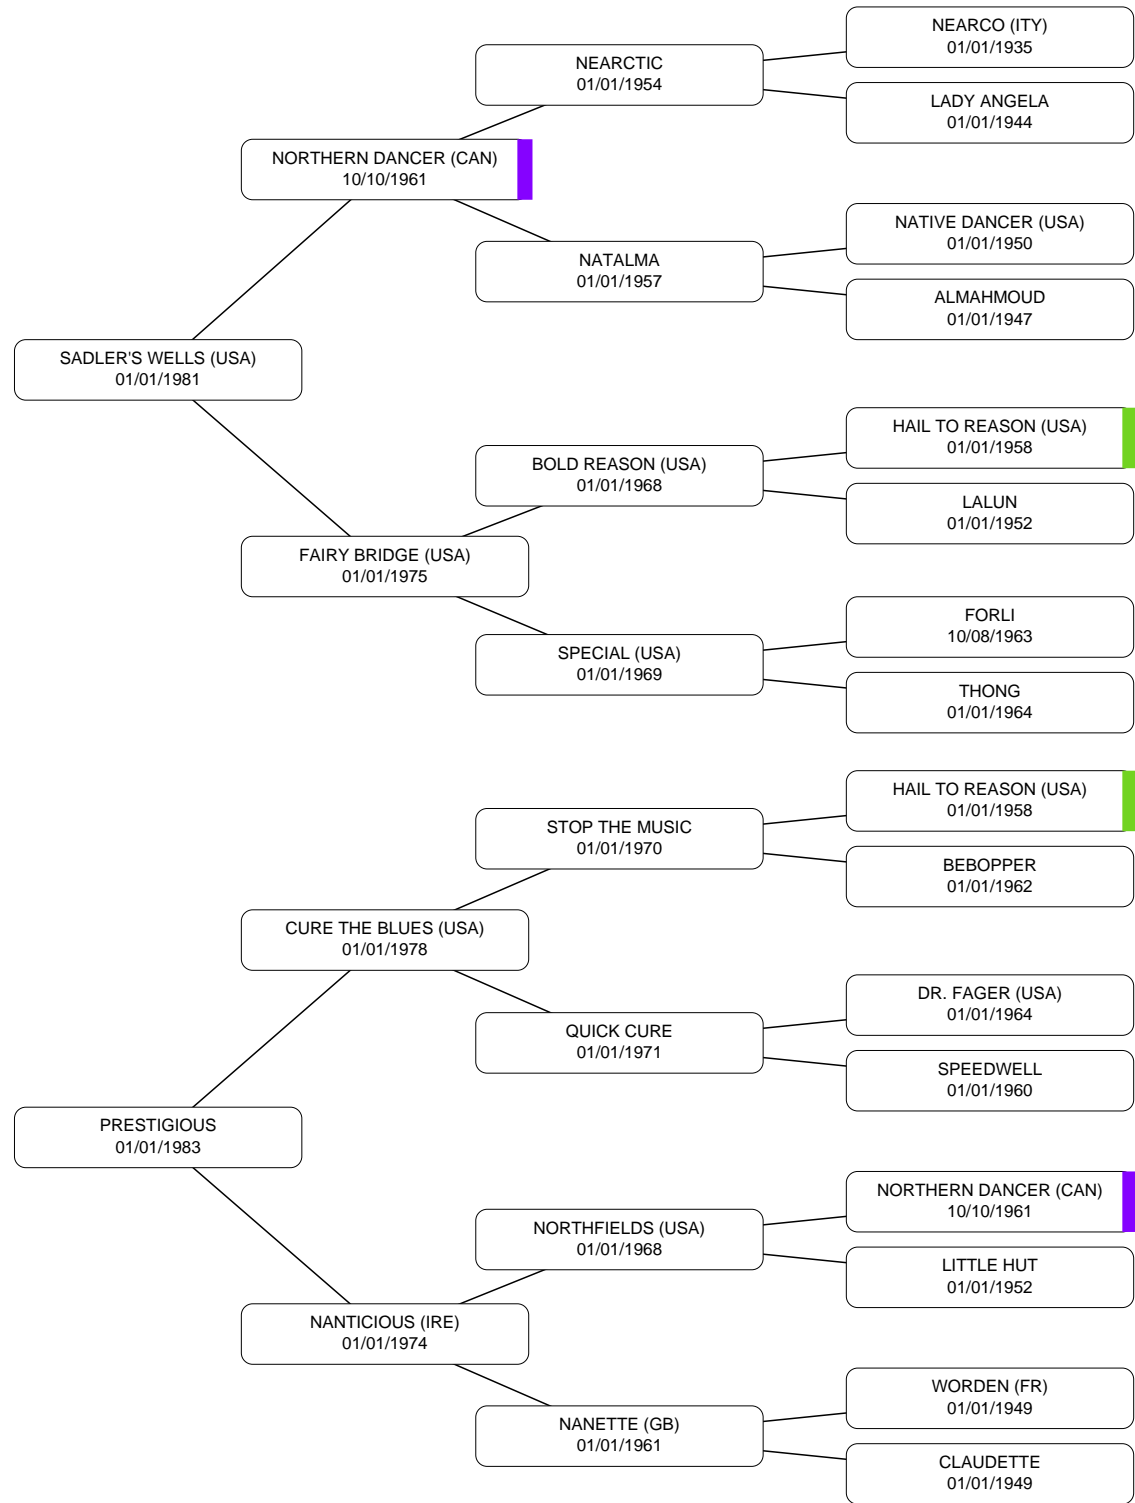 NEARCO (ITY)
01/01/1935
NEARCTIC
01/01/1954
LADY ANGELA
01/01/1944
NORTHERN DANCER (CAN)
10/10/1961
NATIVE DANCER (USA)
01/01/1950
NATALMA
01/01/1957
ALMAHMOUD
01/01/1947
SADLER'S WELLS (USA)
01/01/1981
HAIL TO REASON (USA)
01/01/1958
BOLD REASON (USA)
01/01/1968
LALUN
01/01/1952
FAIRY BRIDGE (USA)
01/01/1975
FORLI
10/08/1963
SPECIAL (USA)
01/01/1969
THONG
01/01/1964
HAIL TO REASON (USA)
01/01/1958
STOP THE MUSIC
01/01/1970
BEBOPPER
01/01/1962
CURE THE BLUES (USA)
01/01/1978
DR. FAGER (USA)
01/01/1964
QUICK CURE
01/01/1971
SPEEDWELL
01/01/1960
PRESTIGIOUS
01/01/1983
NORTHERN DANCER (CAN)
10/10/1961
NORTHFIELDS (USA)
01/01/1968
LITTLE HUT
01/01/1952
NANTICIOUS (IRE)
01/01/1974
WORDEN (FR)
01/01/1949
NANETTE (GB)
01/01/1961
CLAUDETTE
01/01/1949